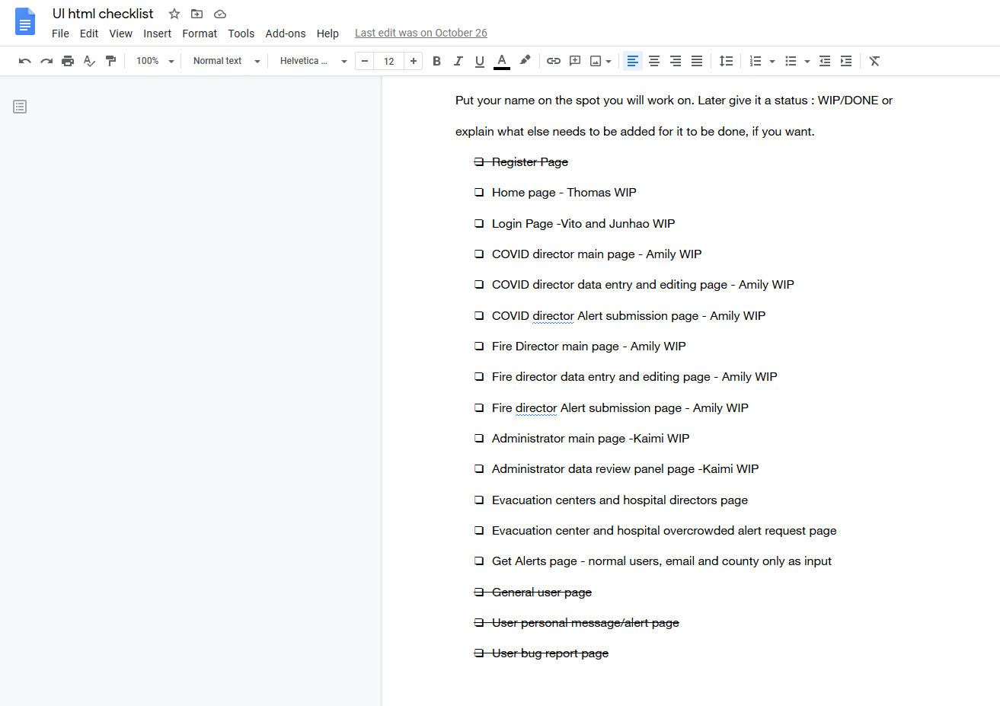 UI html checklist
File Edit View Insert Format Tools Add-ons Help Last edit was on October 26
100% Normal text Helvetica ... 12 B I U A
Put your name on the spot you will work on. Later give it a status : WIP/DONE or
explain what else needs to be added for it to be done, if you want.
Register Page
Home page - Thomas WIP
Login Page -Vito and Junhao WIP
COVID director main page - Amily WIP
COVID director data entry and editing page - Amily WIP
COVID director Alert submission page - Amily WIP
Fire Director main page - Amily WIP
Fire director data entry and editing page - Amily WIP
Fire director Alert submission page - Amily WIP
Administrator main page -Kaimi WIP
Administrator data review panel page -Kaimi WIP
Evacuation centers and hospital directors page
Evacuation center and hospital overcrowded alert request page
Get Alerts page - normal users, email and county only as input
General user page
User personal message/alert page
User bug report page